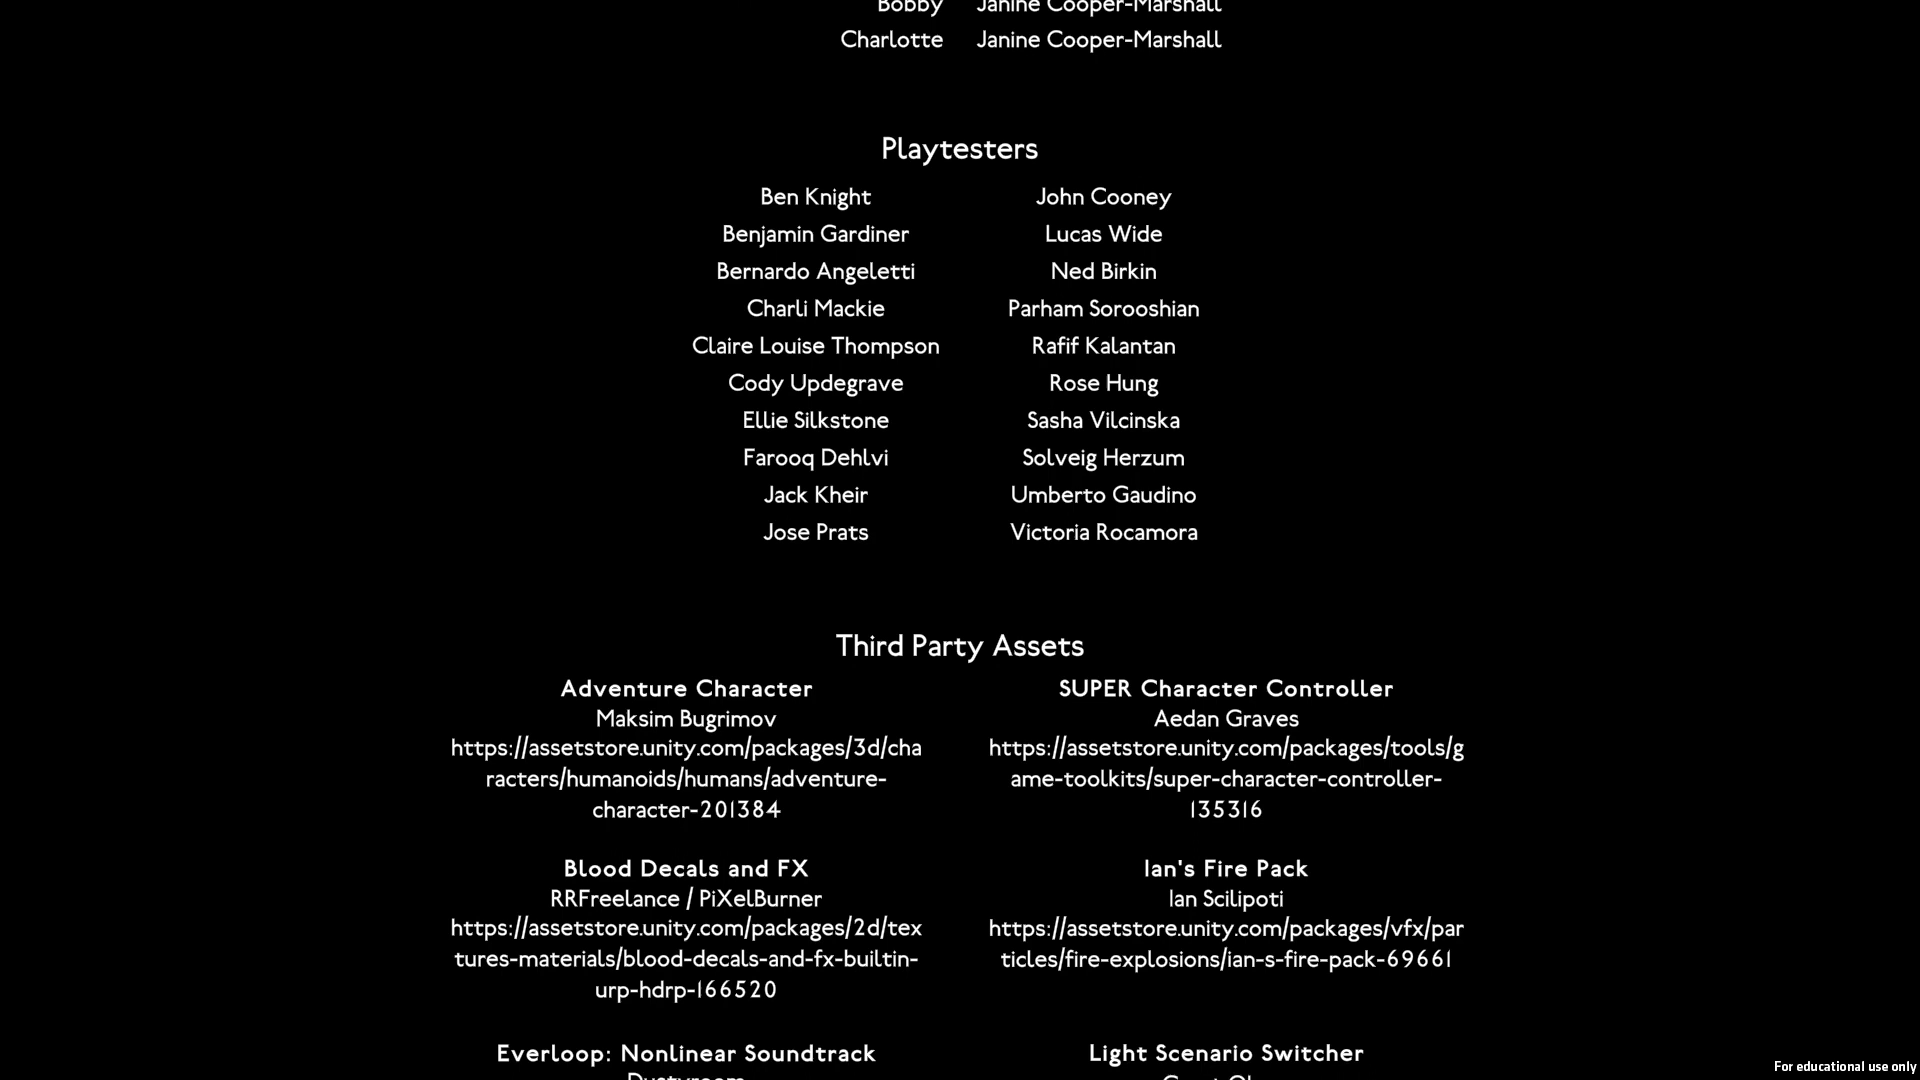 Bobby Janine Cooper-Marshall
Charlotte Janine Cooper-Marshall
Playtesters
Ben Knight John Cooney
Benjamin Gardiner Lucas Wide
Bernardo Angeletti Ned Birkin
Charli Mackie Parham Sorooshian
Claire Louise Thompson Rafif Kalantan
Cody Updegrave Rose Hung
Ellie Silkstone Sasha Vilcinska
Farooq Dehlvi Solveig Herzum
Jack Kheir Umberto Gaudino
Jose Prats Victoria Rocamora
Third Party Assets
Adventure Character
Maksim Bugrimov
https://assetstore.unity.com/packages/3d/cha
racters/humanoids/humans/adventure-
character-201384
SUPER Character Controller
Aedan Graves
https://assetstore.unity.com/packages/tools/g
ame-toolkits/super-character-controller-
135316
Blood Decals and FX
RRFreelance / PiXelBurner
https://assetstore.unity.com/packages/2d/tex
tures-materials/blood-decals-and-fx-builtin-
urp-hdrp-166520
Ian's Fire Pack
Ian Scilipoti
https://assetstore.unity.com/packages/vfx/par
ticles/fire-explosions/ian-s-fire-pack-69661
Everloop: Nonlinear Soundtrack
Dustyroom
Light Scenario Switcher
For educational use only